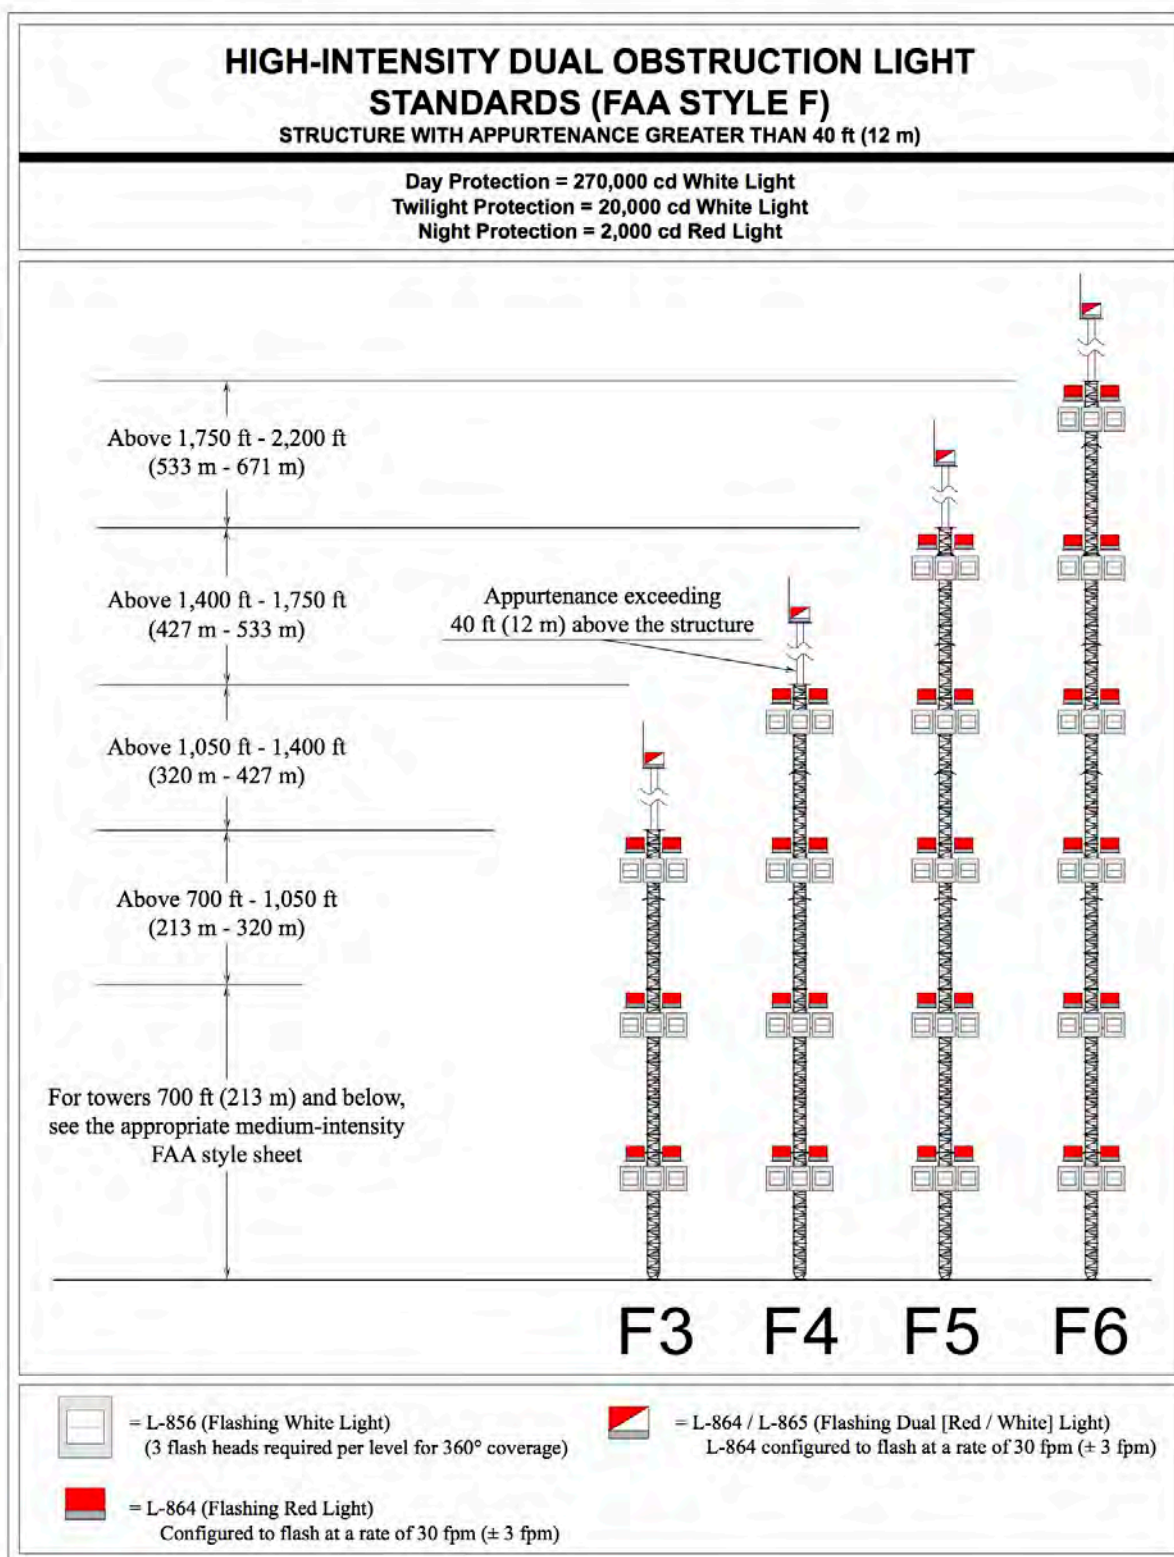 HIGH-INTENSITY DUAL OBSTRUCTION LIGHT
STANDARDS (FAA STYLE F)
STRUCTURE WITH APPURTENANCE GREATER THAN 40 ft (12 m)
Day Protection = 270,000 cd White Light
Twilight Protection = 20,000 cd White Light
Night Protection = 2,000 cd Red Light
Above 1,750 ft - 2,200 ft
(533 m - 671 m)
Above 1,400 ft - 1,750 ft
(427 m - 533 m)
Appurtenance exceeding
40 ft (12 m) above the structure
Above 1,050 ft - 1,400 ft
(320 m - 427 m)
Above 700 ft - 1,050 ft
(213 m - 320 m)
For towers 700 ft (213 m) and below,
see the appropriate medium-intensity
FAA style sheet
F3 F4 F5 F6
= L-856 (Flashing White Light)
(3 flash heads required per level for 360° coverage)
= L-864 (Flashing Red Light)
Configured to flash at a rate of 30 fpm (± 3 fpm)
= L-864 / L-865 (Flashing Dual [Red / White] Light)
L-864 configured to flash at a rate of 30 fpm (± 3 fpm)